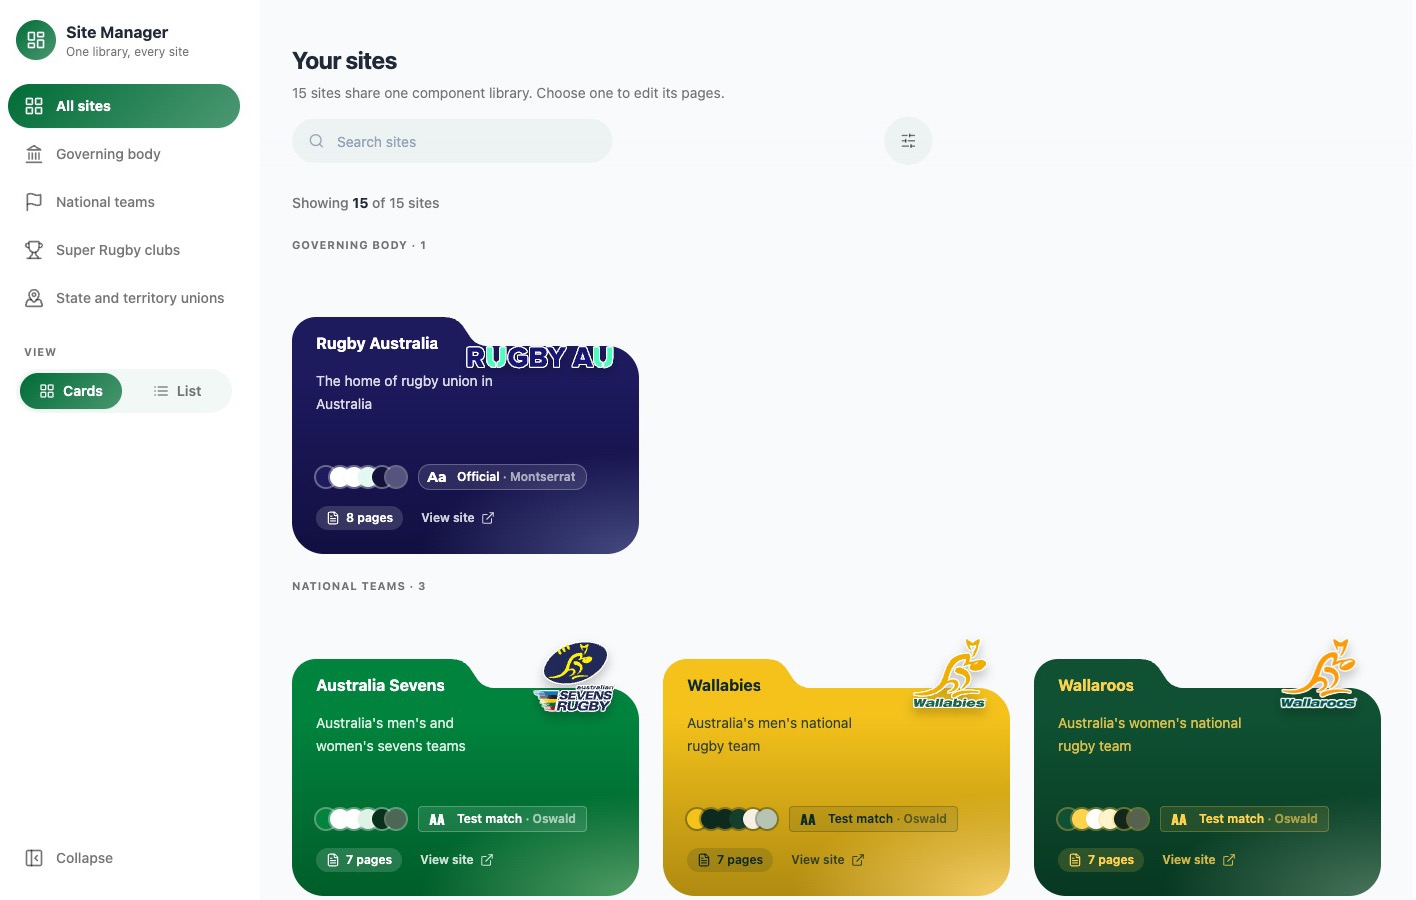 Site Manager
One library, every site
All sites
Governing body
National teams
Super Rugby clubs
State and territory unions
VIEW
Cards
List
Collapse
Your sites
15 sites share one component library. Choose one to edit its pages.
Search sites
Showing 15 of 15 sites
GOVERNING BODY · 1
Rugby Australia
RUGBY AU
The home of rugby union in
Australia
Aa Official · Montserrat
8 pages
View site
NATIONAL TEAMS · 3
Australia Sevens
australian
SEVENS
RUGBY
Australia's men's and
women's sevens teams
AA Test match · Oswald
7 pages
View site
Wallabies
Wallabies
Australia's men's national
rugby team
AA Test match · Oswald
7 pages
View site
Wallaroos
Wallaroos
Australia's women's national
rugby team
AA Test match · Oswald
7 pages
View site